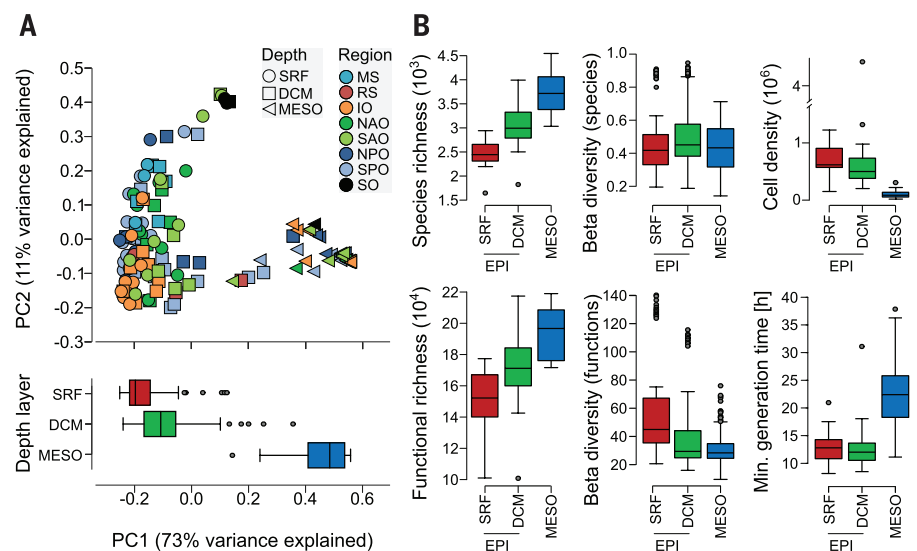 A
PC2 (11% variance explained)
0.5
0.4
0.3
0.2
0.1
0.0
-0.1
-0.2
-0.3
Depth
SRF
DCM
MESO
Region
MS
RS
IO
NAO
SAO
NPO
SPO
SO
Depth layer
SRF
DCM
MESO
-0.2 0.0 0.2 0.4 0.6
PC1 (73% variance explained)
B
Species richness (10³)
4.5
4.0
3.5
3.0
2.5
2.0
1.5
SRF DCM MESO
EPI
Beta diversity (species)
1.0
0.8
0.6
0.4
0.2
SRF DCM MESO
EPI
Cell density (10⁶)
4
1
0
SRF DCM MESO
EPI
Functional richness (10⁴)
22
20
18
16
14
12
10
SRF DCM MESO
EPI
Beta diversity (functions)
140
120
100
80
60
40
20
SRF DCM MESO
EPI
Min. generation time [h]
40
35
30
25
20
15
10
SRF DCM MESO
EPI